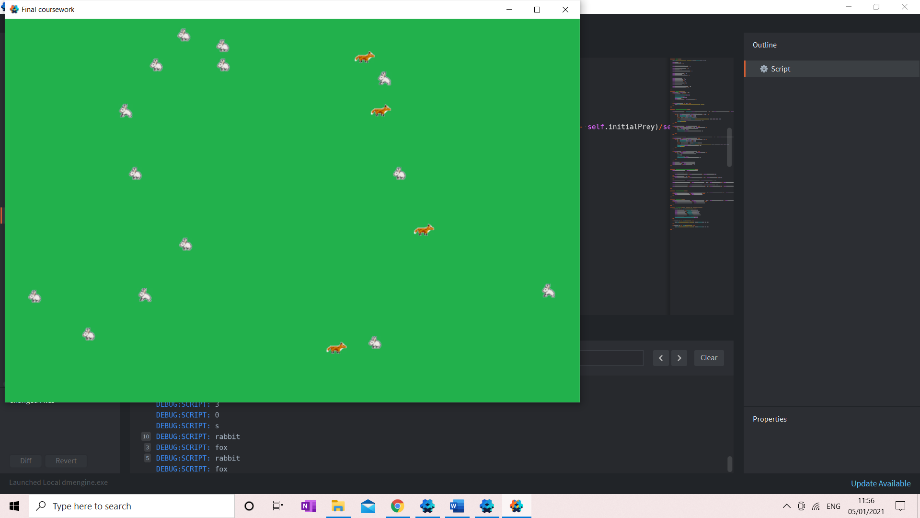 Final coursework
Outline
Script
- self.initialPrey)/se
Clear
DEBUG:SCRIPT: 3
DEBUG:SCRIPT: 0
DEBUG:SCRIPT: s
10 DEBUG:SCRIPT: rabbit
3 DEBUG:SCRIPT: fox
5 DEBUG:SCRIPT: rabbit
DEBUG:SCRIPT: fox
Properties
Diff
Revert
Launched Local dmengine.exe
Update Available
Type here to search
ENG
11:56
05/01/2021